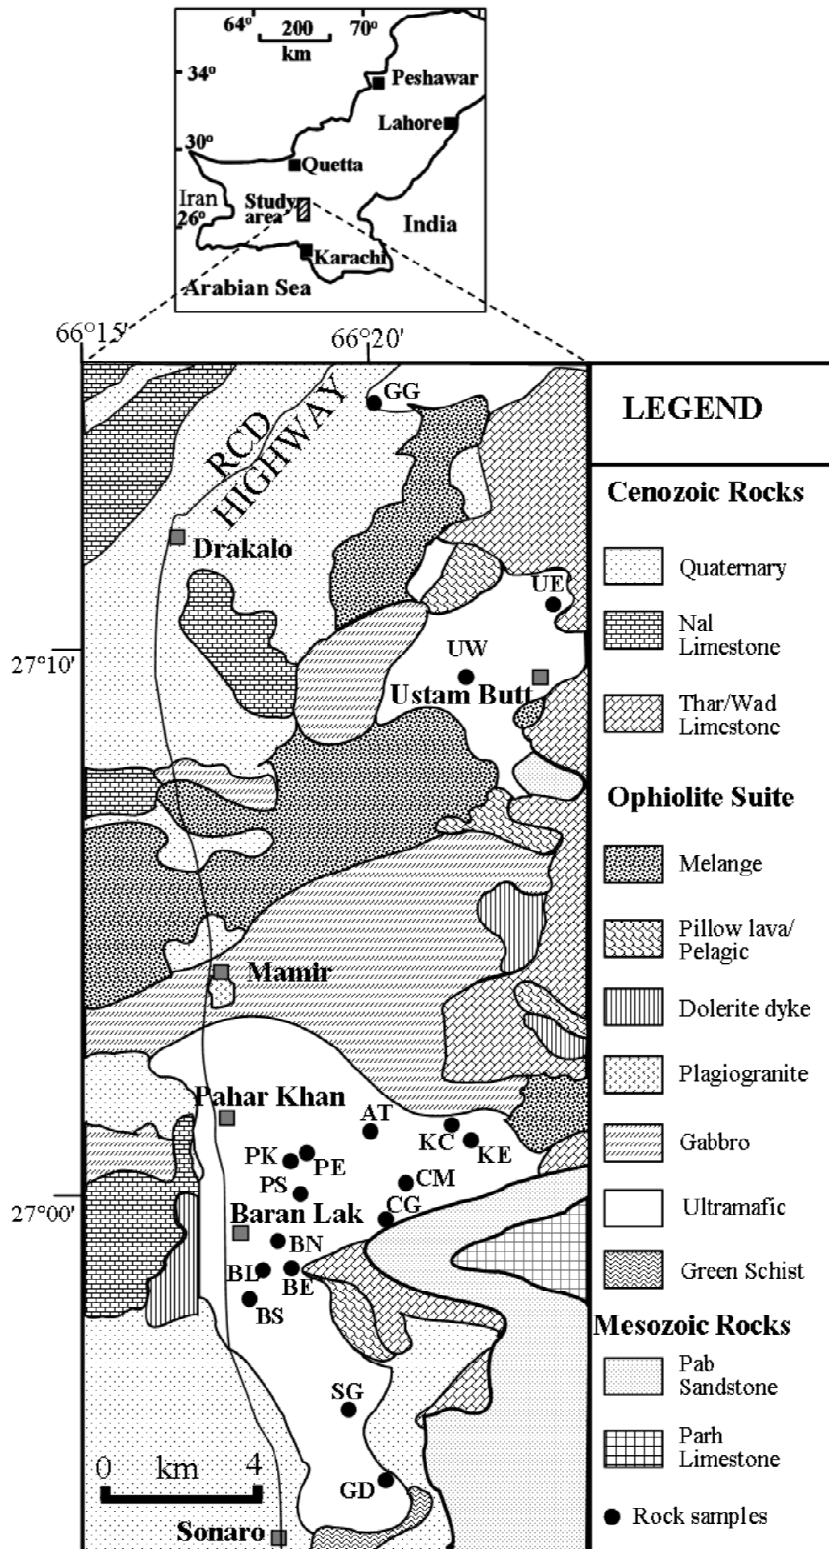 64° 70°
200
km
34°
Peshawar
Lahore
30°
Quetta
Iran
Study
area
26°
India
Karachi
Arabian Sea
66°15' 66°20'
GG
RCD
HIGHWAY
Drakalo
UE
27°10'
UW
Ustam Butt
Mamir
Pahar Khan
AT
KC
KE
PK
PE
CM
PS
27°00'
Baran Lak
CG
BN
BL
BE
BS
SG
0 km 4
GD
Sonaro
LEGEND
Cenozoic Rocks
Quaternary
Nal
Limestone
Thar/Wad
Limestone
Ophiolite Suite
Melange
Pillow lava/
Pelagic
Dolerite dyke
Plagiogranite
Gabbro
Ultramafic
Green Schist
Mesozoic Rocks
Pab
Sandstone
Parh
Limestone
Rock samples